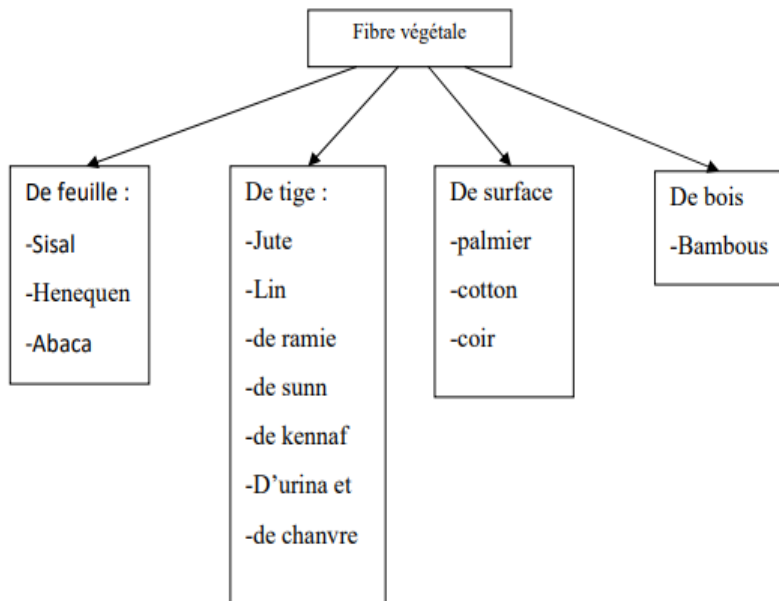 Fibre végétale
De feuille :
-Sisal
-Henequen
-Abaca
De tige :
-Jute
-Lin
-de ramie
-de sunn
-de kennaf
-D’urina et
-de chanvre
De surface
-palmier
-cotton
-coir
De bois
-Bambous